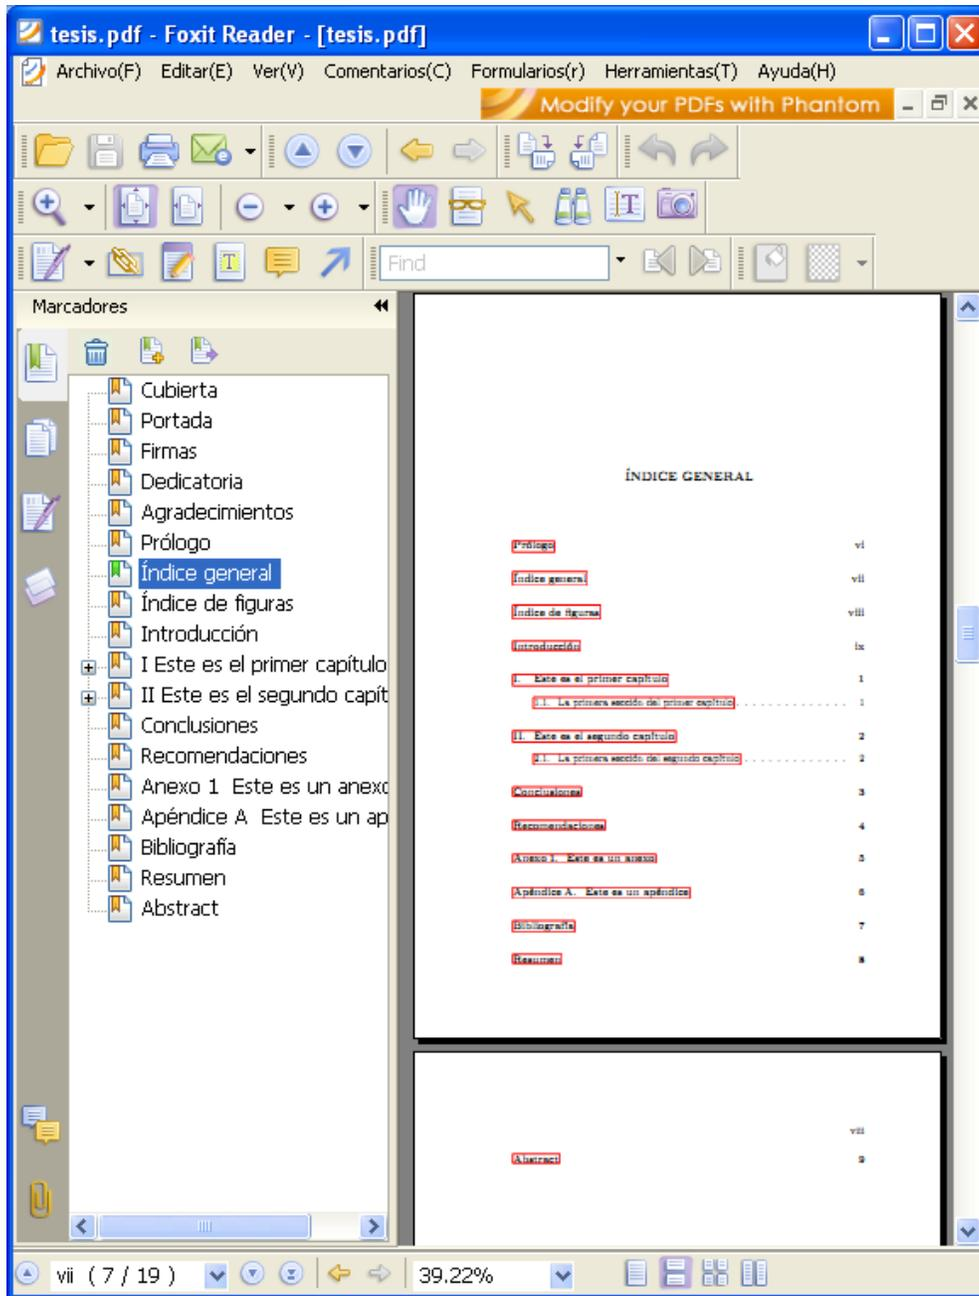 tesis.pdf - Foxit Reader - [tesis.pdf]
Archivo(F) Editar(E) Ver(V) Comentarios(C) Formularios(r) Herramientas(T) Ayuda(H)
Modify your PDFs with Phantom
Find
Marcadores
Cubierta
Portada
Firmas
Dedicatoria
Agradecimientos
Prólogo
Índice general
Índice de figuras
Introducción
I Este es el primer capítulo
II Este es el segundo capít
Conclusiones
Recomendaciones
Anexo 1 Este es un anexo
Apéndice A Este es un ap
Bibliografía
Resumen
Abstract
ÍNDICE GENERAL
Prólogo vi
Índice general vii
Índice de figuras viii
Introducción ix
I. Este es el primer capítulo 1
1.1. La primera sección del primer capítulo . . . . . . . . . . . . . . 1
II. Este es el segundo capítulo 2
2.1. La primera sección del segundo capítulo . . . . . . . . . . . . . 2
Conclusiones 3
Recomendaciones 4
Anexo 1. Este es un anexo 5
Apéndice A. Este es un apéndice 6
Bibliografía 7
Resumen 8
vii
Abstract 9
vii ( 7 / 19 ) 39.22%